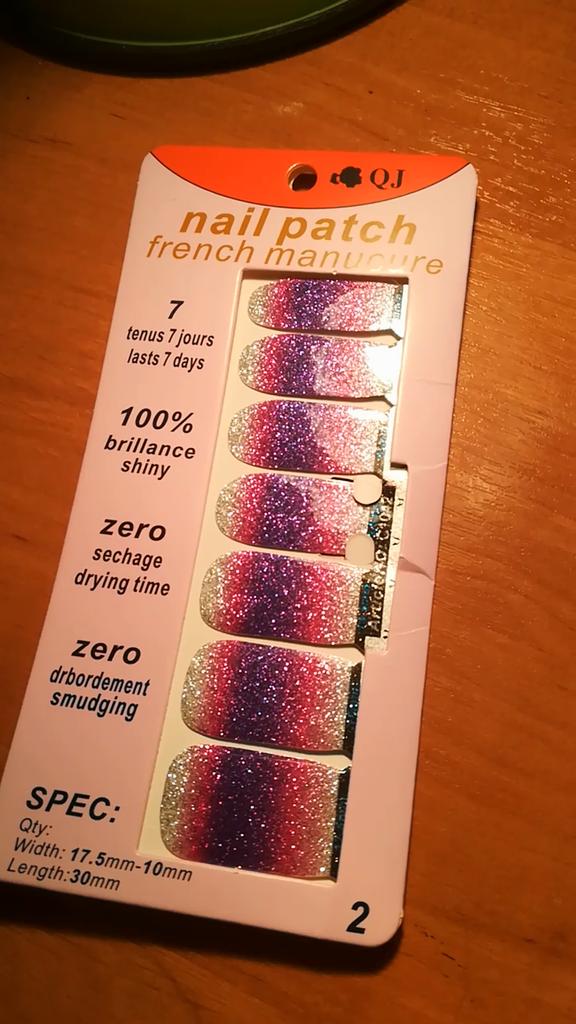 QJ
nail patch
french manucure
7
tenus 7 jours
lasts 7 days
100%
brillance
shiny
zero
sechage
drying time
zero
drbordement
smudging
SPEC:
Qty:
Width: 17.5mm-10mm
Length:30mm
2